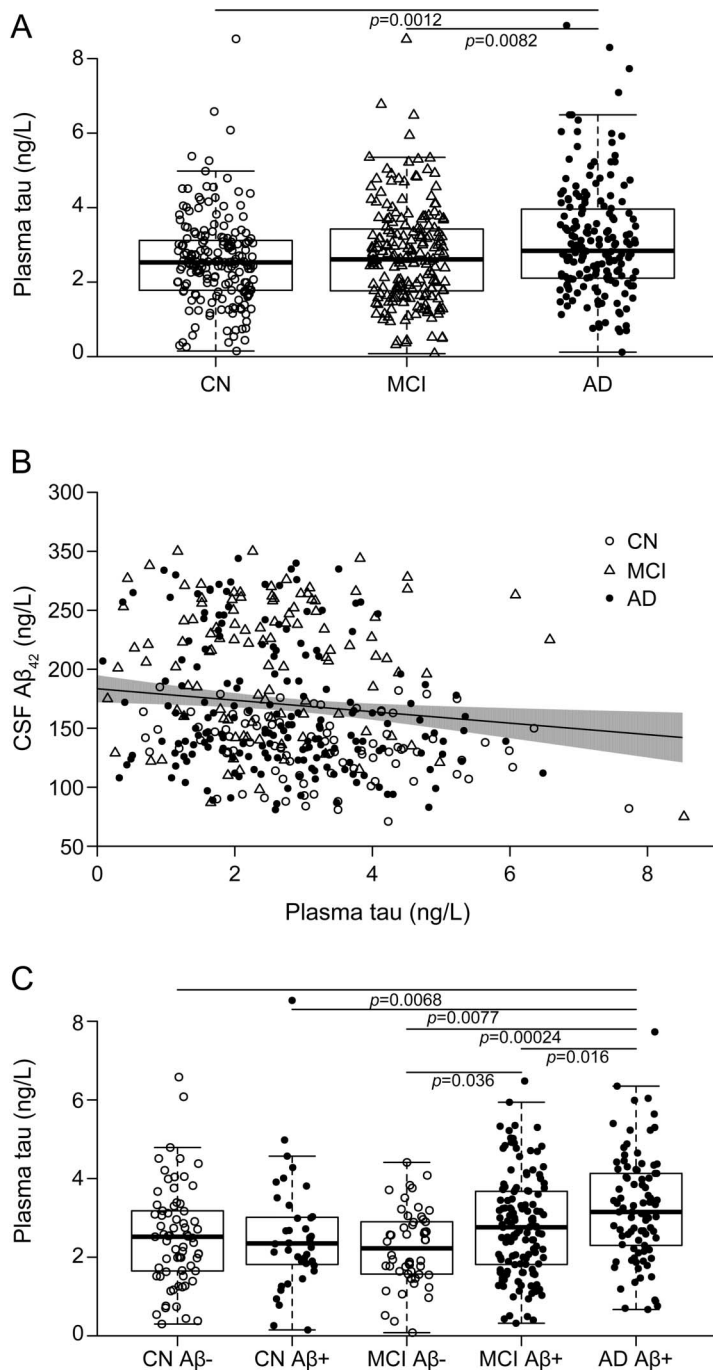 A
p=0.0012
p=0.0082
Plasma tau (ng/L)
8
6
4
2
0
CN
MCI
AD
B
CSF Aβ42 (ng/L)
300
350
250
200
150
100
50
CN
MCI
AD
0
2
4
6
8
Plasma tau (ng/L)
C
p=0.0068
p=0.0077
p=0.00024
p=0.016
p=0.036
Plasma tau (ng/L)
8
6
4
2
0
CN Aβ-
CN Aβ+
MCI Aβ-
MCI Aβ+
AD Aβ+